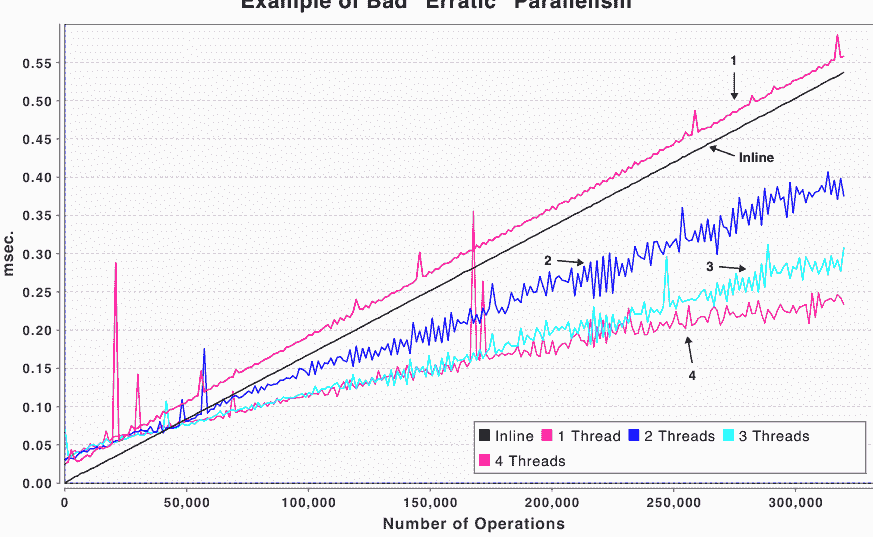 Example of Bad "Erratic" Parallelism
0.55
0.50
0.45
0.40
0.35
0.30
0.25
0.20
0.15
0.10
0.05
0.00
msec.
1
Inline
2
3
4
Inline 1 Thread 2 Threads 3 Threads
4 Threads
0 50,000 100,000 150,000 200,000 250,000 300,000
Number of Operations